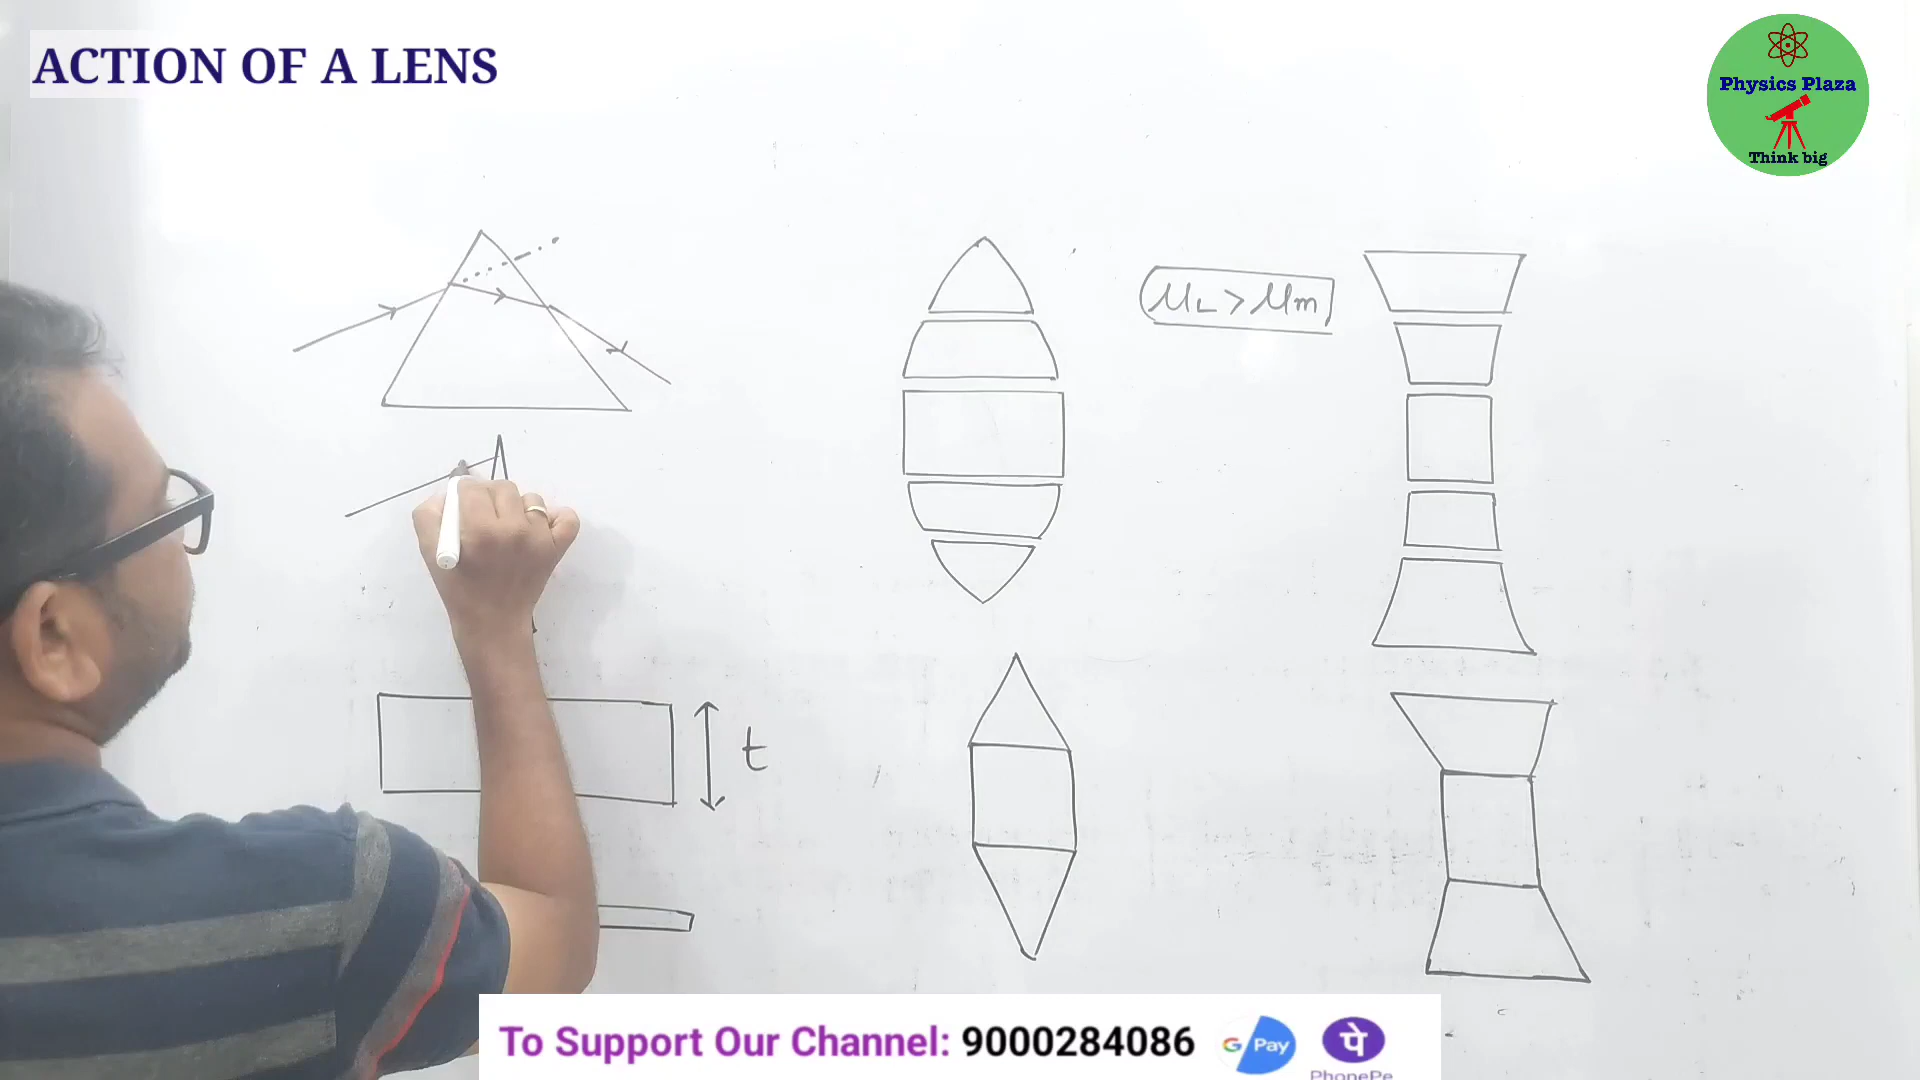 ACTION OF A LENS
Physics Plaza
Think big
μL > μm
t
To Support Our Channel: 9000284086
G Pay
पे
PhonePe